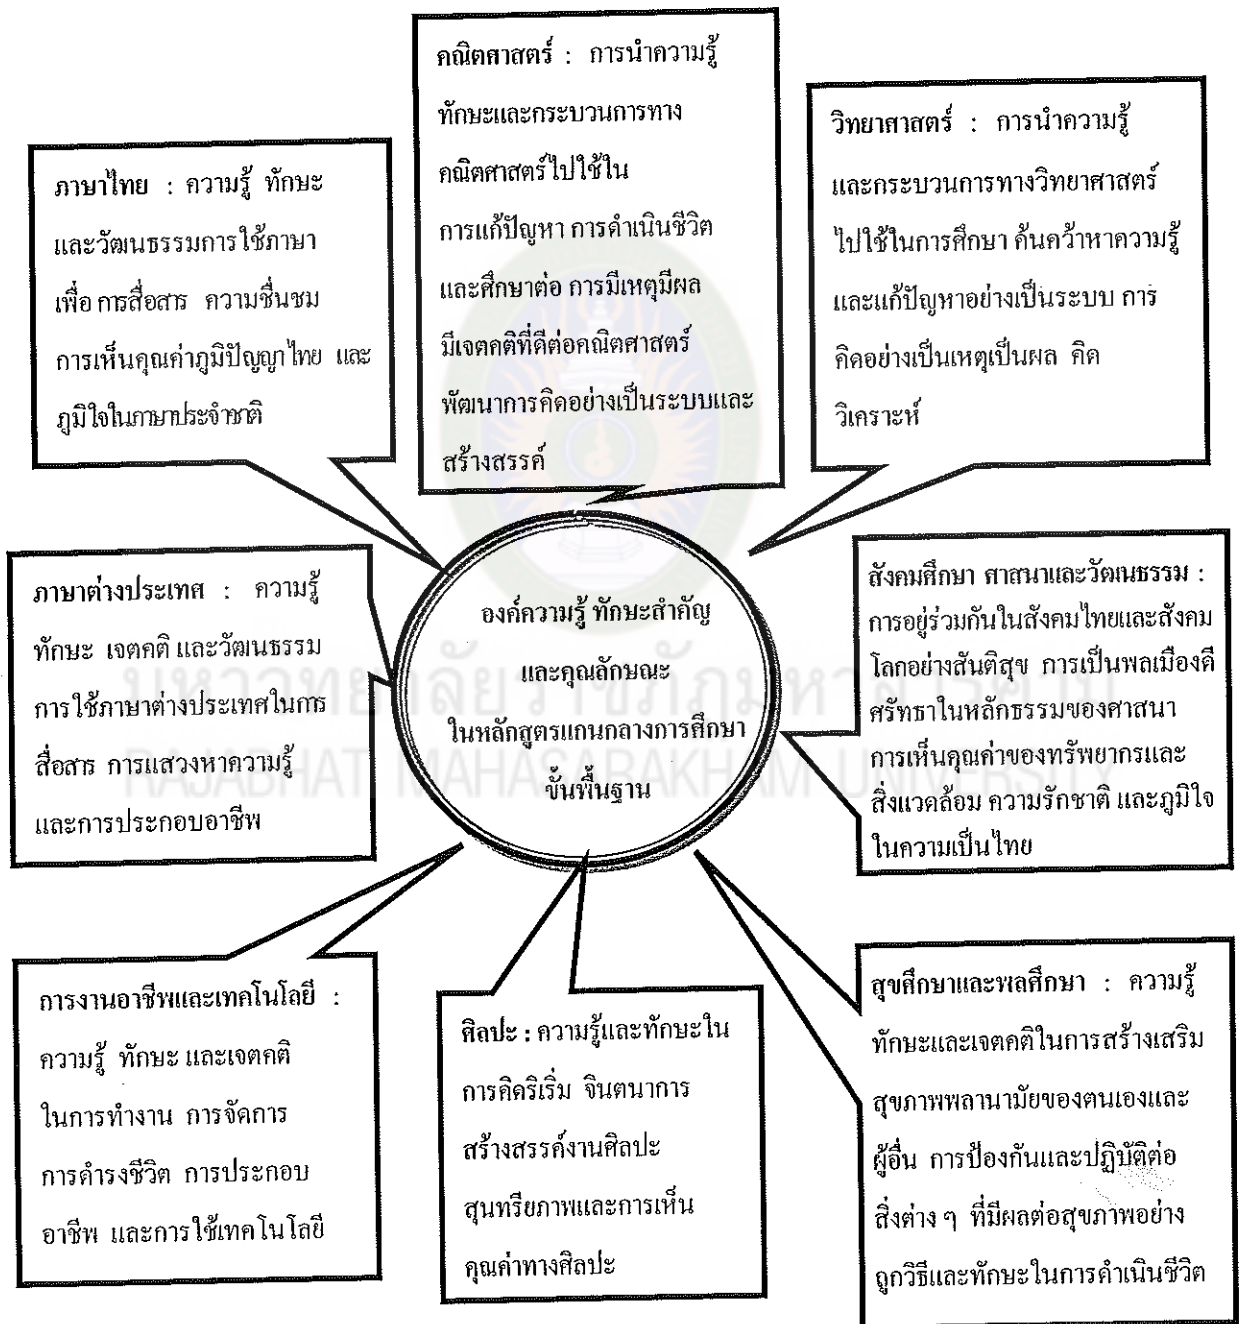 คณิตศาสตร์ : การนำความรู้
ทักษะและกระบวนการทาง
คณิตศาสตร์ไปใช้ใน
การแก้ปัญหา การดำเนินชีวิต
และศึกษาต่อ การมีเหตุมีผล
มีเจตคติที่ดีต่อคณิตศาสตร์
พัฒนาการคิดอย่างเป็นระบบและ
สร้างสรรค์
วิทยาศาสตร์ : การนำความรู้
และกระบวนการทางวิทยาศาสตร์
ไปใช้ในการศึกษา ค้นคว้าหาความรู้
และแก้ปัญหาอย่างเป็นระบบ การ
คิดอย่างเป็นเหตุเป็นผล คิด
วิเคราะห์
ภาษาไทย : ความรู้ ทักษะ
และวัฒนธรรมการใช้ภาษา
เพื่อ การสื่อสาร ความชื่นชม
การเห็นคุณค่าภูมิปัญญาไทย และ
ภูมิใจในภาษาประจำชาติ
ภาษาต่างประเทศ : ความรู้
ทักษะ เจตคติ และวัฒนธรรม
การใช้ภาษาต่างประเทศในการ
สื่อสาร การแสวงหาความรู้
และการประกอบอาชีพ
องค์ความรู้ ทักษะสำคัญ
และคุณลักษณะ
ในหลักสูตรแกนกลางการศึกษา
ขั้นพื้นฐาน
สังคมศึกษา ศาสนาและวัฒนธรรม :
การอยู่ร่วมกันในสังคมไทยและสังคม
โลกอย่างสันติสุข การเป็นพลเมืองดี
ศรัทธาในหลักธรรมของศาสนา
การเห็นคุณค่าของทรัพยากรและ
สิ่งแวดล้อม ความรักชาติ และภูมิใจ
ในความเป็นไทย
มหาวิทยาลัยราชภัฏมหาสารคาม
RAJABHAT MAHASARAKHAM UNIVERSITY
การงานอาชีพและเทคโนโลยี :
ความรู้ ทักษะ และเจตคติ
ในการทำงาน การจัดการ
การดำรงชีวิต การประกอบ
อาชีพ และการใช้เทคโนโลยี
ศิลปะ : ความรู้และทักษะใน
การคิดริเริ่ม จินตนาการ
สร้างสรรค์งานศิลปะ
สุนทรียภาพและการเห็น
คุณค่าทางศิลปะ
สุขศึกษาและพลศึกษา : ความรู้
ทักษะและเจตคติในการสร้างเสริม
สุขภาพพลานามัยของตนเองและ
ผู้อื่น การป้องกันและปฏิบัติต่อ
สิ่งต่าง ๆ ที่มีผลต่อสุขภาพอย่าง
ถูกวิธีและทักษะในการดำเนินชีวิต